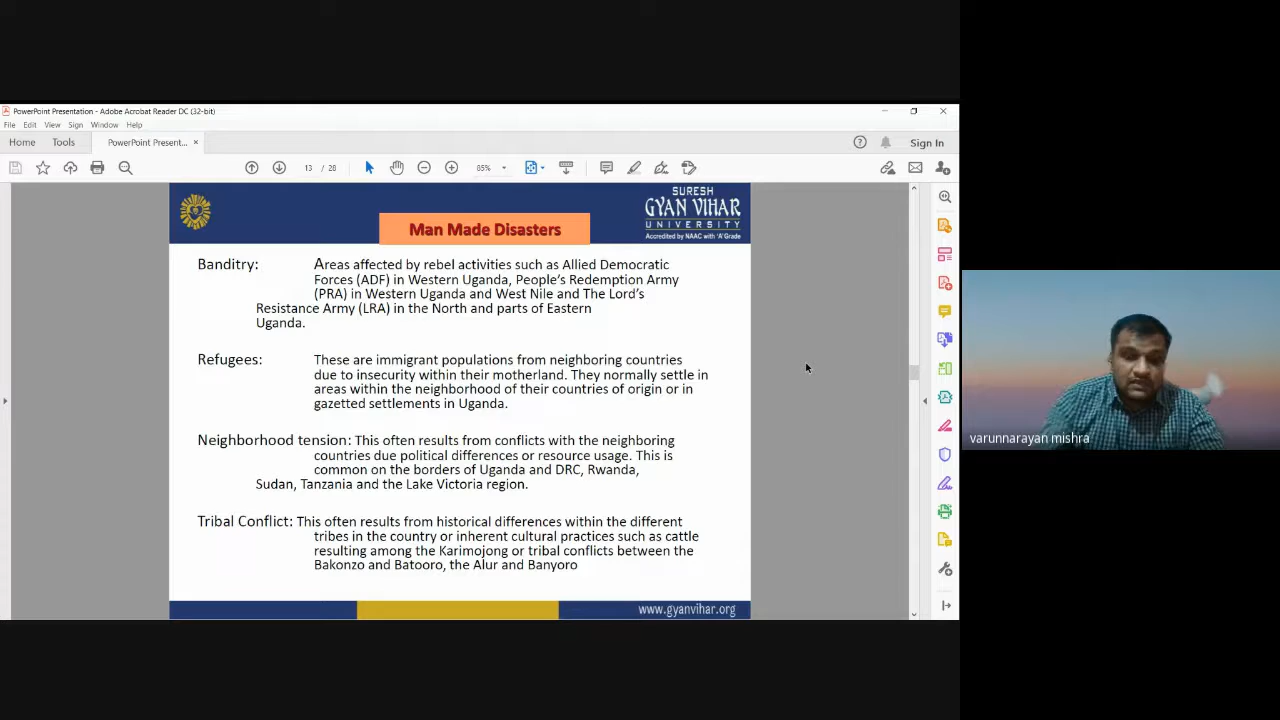 PowerPoint Presentation - Adobe Acrobat Reader DC (32-bit)
File Edit View Sign Window Help
Home Tools PowerPoint Present... × Sign In
13 / 28 85%
SURESH
GYAN VIHAR
UNIVERSITY
Accredited by NAAC with 'A' Grade
Man Made Disasters
Banditry: Areas affected by rebel activities such as Allied Democratic
Forces (ADF) in Western Uganda, People's Redemption Army
(PRA) in Western Uganda and West Nile and The Lord's
Resistance Army (LRA) in the North and parts of Eastern
Uganda.
Refugees: These are immigrant populations from neighboring countries
due to insecurity within their motherland. They normally settle in
areas within the neighborhood of their countries of origin or in
gazetted settlements in Uganda.
Neighborhood tension: This often results from conflicts with the neighboring
countries due political differences or resource usage. This is
common on the borders of Uganda and DRC, Rwanda,
Sudan, Tanzania and the Lake Victoria region.
Tribal Conflict: This often results from historical differences within the different
tribes in the country or inherent cultural practices such as cattle
resulting among the Karimojong or tribal conflicts between the
Bakonzo and Batooro, the Alur and Banyoro
www.gyanvihar.org
varunnarayan mishra